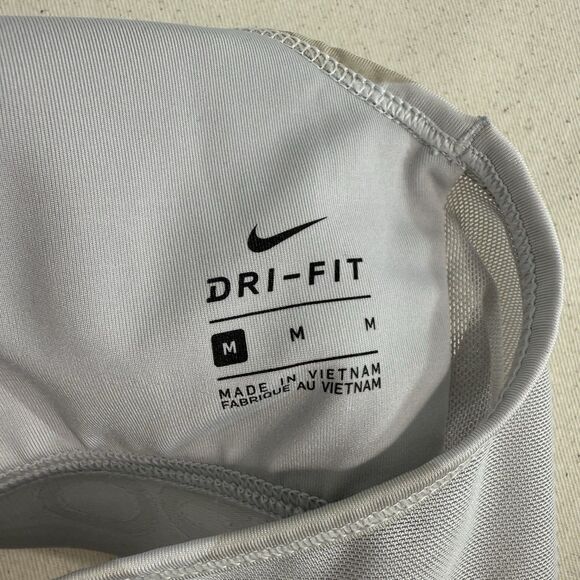 DRI-FIT
M M M
MADE IN VIETNAM
FABRIQUÉ AU VIETNAM